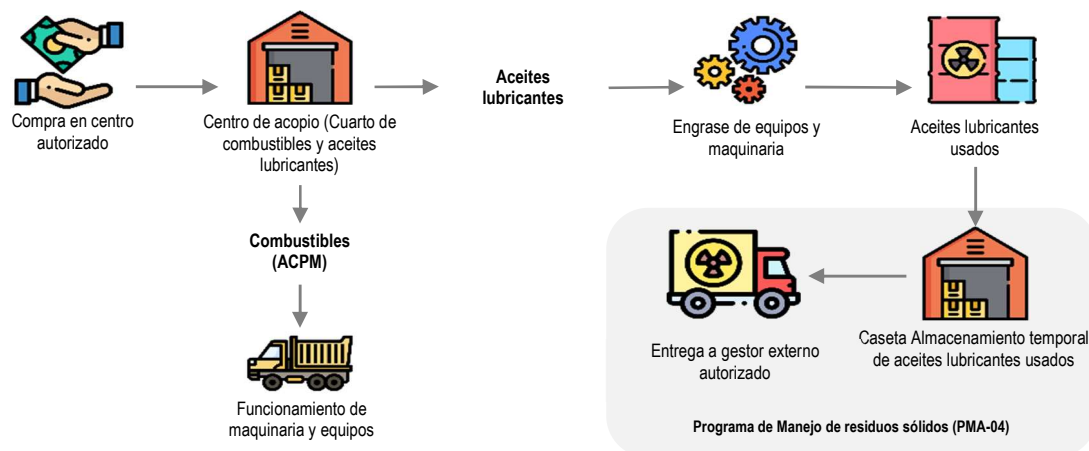 Compra en centro
autorizado
Centro de acopio (Cuarto de
combustibles y aceites
lubricantes)
Aceites
lubricantes
Engrase de equipos y
maquinaria
Aceites lubricantes
usados
Combustibles
(ACPM)
Funcionamiento de
maquinaria y equipos
Entrega a gestor externo
autorizado
Caseta Almacenamiento temporal
de aceites lubricantes usados
Programa de Manejo de residuos sólidos (PMA-04)